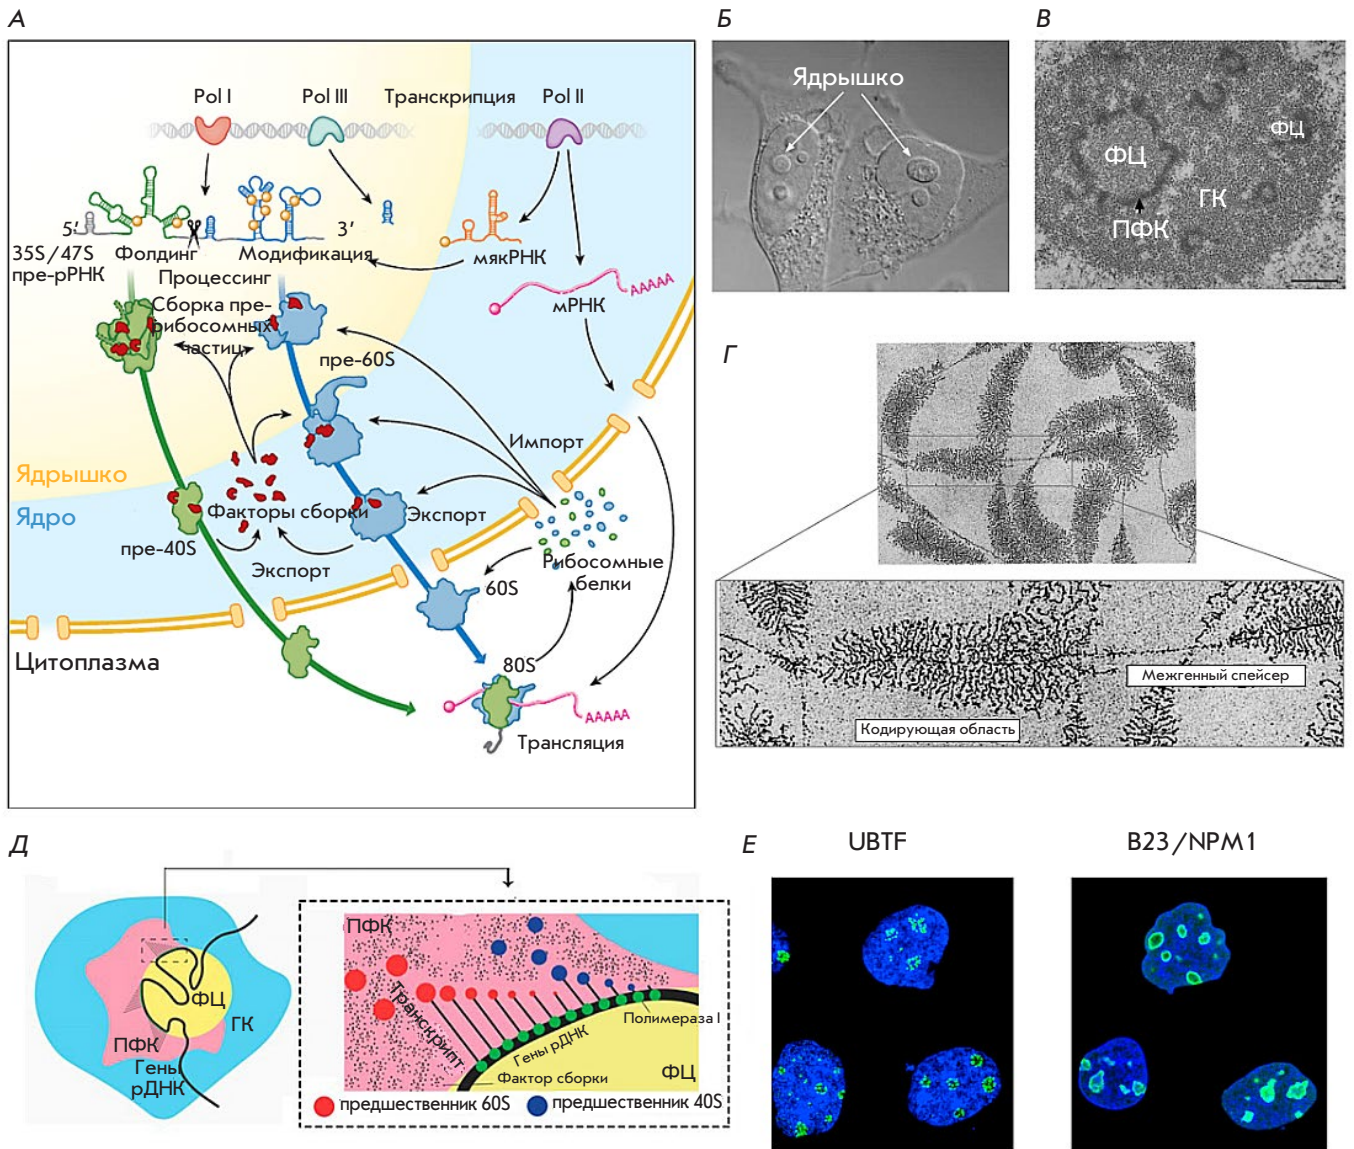 А
Pol I
Pol III
Транскрипция
Pol II
5′
3′
35S/47S
пре-рРНК
Фолдинг
Модификация
мякРНК
Процессинг
AAAAA
мРНК
Сборка пре-
рибосомных
частиц
пре-60S
Импорт
Ядрышко
Ядро
Факторы сборки
Экспорт
пре-40S
Экспорт
Рибосомные
белки
60S
Цитоплазма
80S
AAAAA
Трансляция
Б
Ядрышко
В
ФЦ
ФЦ
ГК
ПФК
Г
Межгенный спейсер
Кодирующая область
Д
ФЦ
ГК
ПФК
Гены
рДНК
ПФК
Транскрипт
Гены рДНК
Полимераза I
Фактор сборки
ФЦ
предшественник 60S
предшественник 40S
Е
UBTF
B23/NPM1